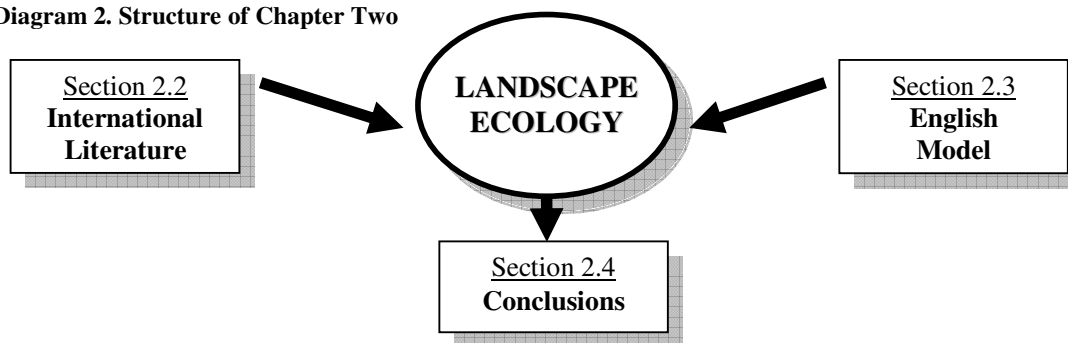 Diagram 2. Structure of Chapter Two
Section 2.2
International
Literature
LANDSCAPE
ECOLOGY
Section 2.3
English
Model
Section 2.4
Conclusions